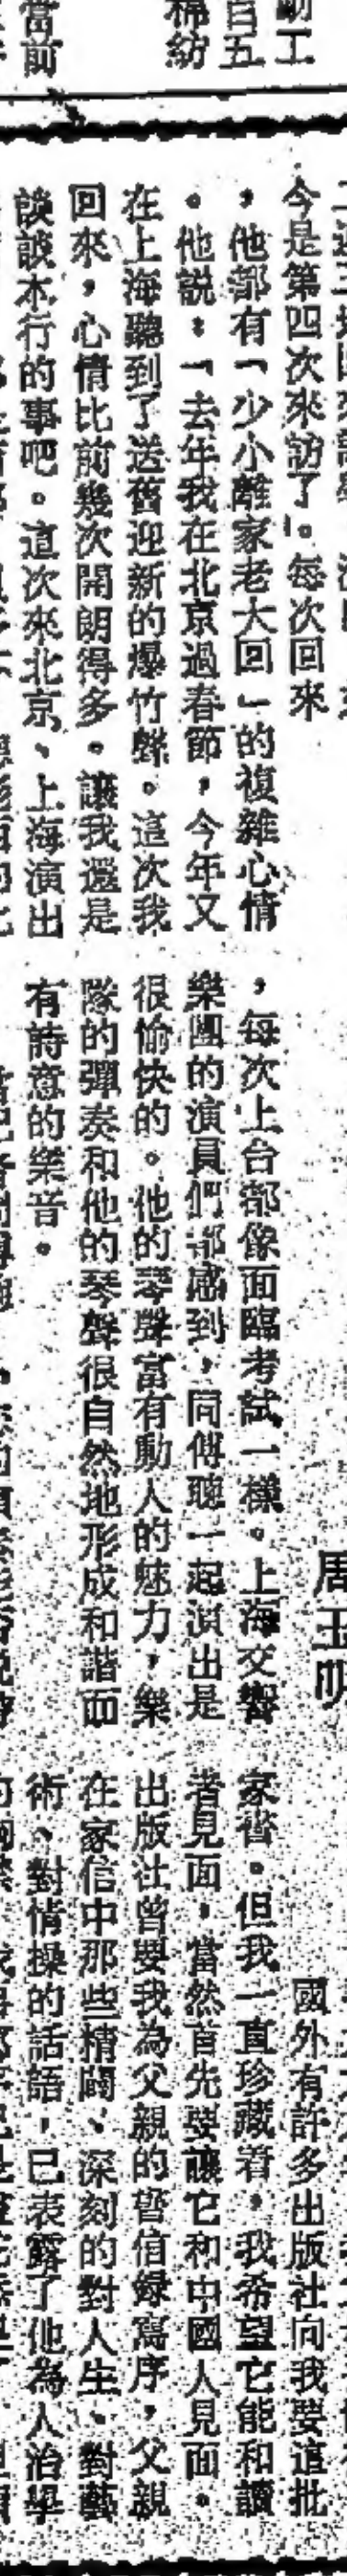 副工
百五
棉紡
當前
今是第四次來訪了。每次回來
，他都有「少小離家老大回」的複雜心情
。他說：「去年我在北京過春節，今年又
在上海聽到了送舊迎新的爆竹聲。這次我
回來，心情比前幾次開朗得多。讓我還是
談談本行的事吧。這次來北京、上海演出
，每次上台都像面臨考試一樣。上海交響
樂團的演員們都感到，同傅聰一起演出是
很愉快的。他的琴聲富有動人的魅力，樂
隊的彈奏和他的琴聲很自然地形成和諧而
有詩意的樂音。
周玉明
國外有許多出版社向我要這批
家書。但我一直珍藏着。我希望它能和讀
者見面，當然首先要讓它和中國人見面。
出版社曾要我為父親的書信錄寫序，父親
在家信中那些精闢、深刻的對人生、對藝
術、對情操的話語，已表露了他為人治學